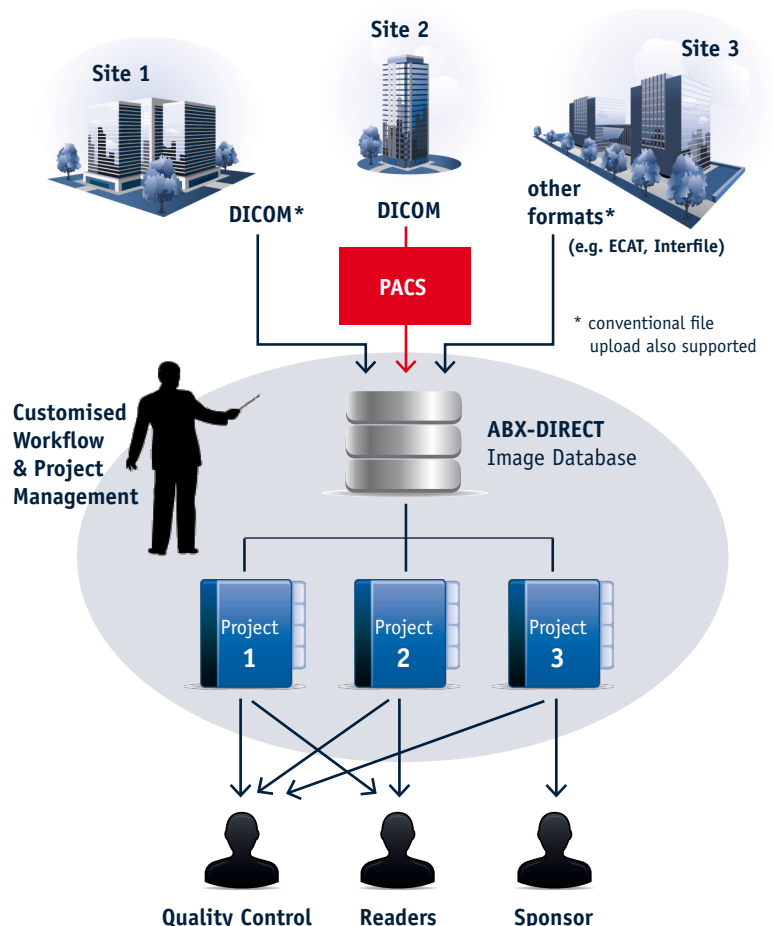 Site 1
Site 2
Site 3
DICOM*
DICOM
other
formats*
(e.g. ECAT, Interfile)
PACS
* conventional file
upload also supported
Customised
Workflow
& Project
Management
ABX-DIRECT
Image Database
Project
1
Project
2
Project
3
Quality Control
Readers
Sponsor